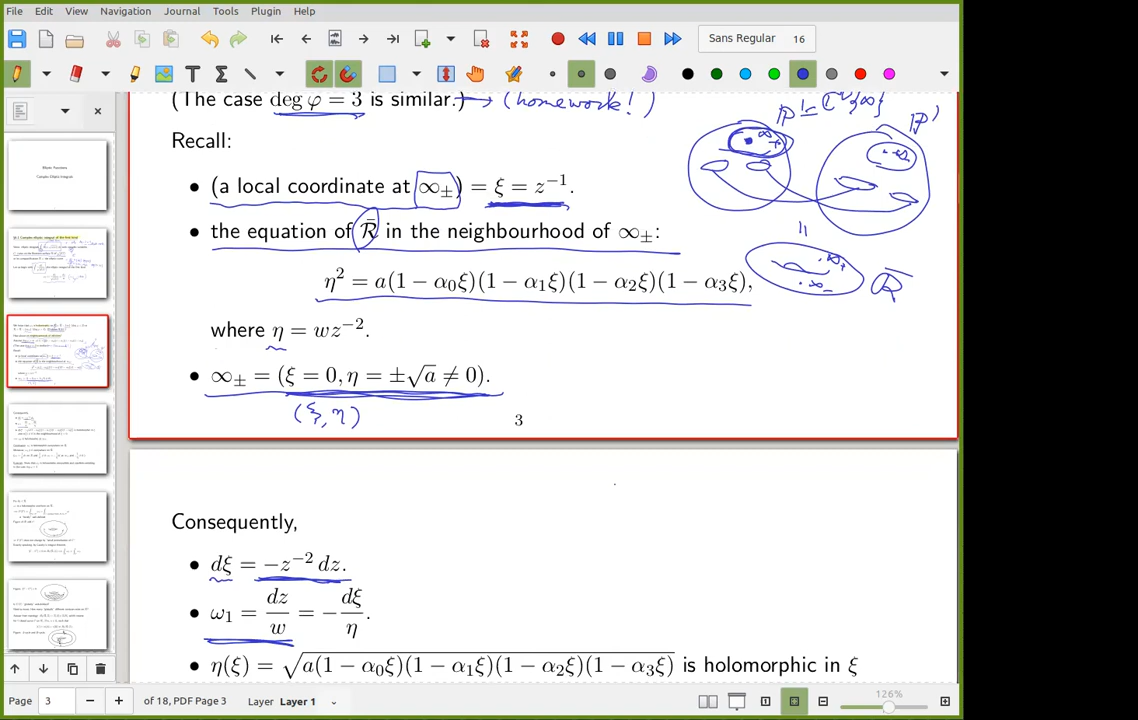 File Edit View Navigation Journal Tools Plugin Help
Sans Regular 16
(The case deg φ = 3 is similar.) → (homework!)
ℙ¹ = ℂ∪{∞} ℙ¹
Recall:
• (a local coordinate at ∞±) = ξ = z⁻¹.
• the equation of R̄ in the neighbourhood of ∞±:
η² = a(1 − α₀ξ)(1 − α₁ξ)(1 − α₂ξ)(1 − α₃ξ),
R̄
where η = wz⁻².
• ∞± = (ξ = 0, η = ±√a ≠ 0).
(ξ, η)
3
Consequently,
• dξ = −z⁻² dz.
• ω₁ = dz/w = −dξ/η.
• η(ξ) = √(a(1 − α₀ξ)(1 − α₁ξ)(1 − α₂ξ)(1 − α₃ξ)) is holomorphic in ξ
Page 3 of 18, PDF Page 3 Layer Layer 1 126%